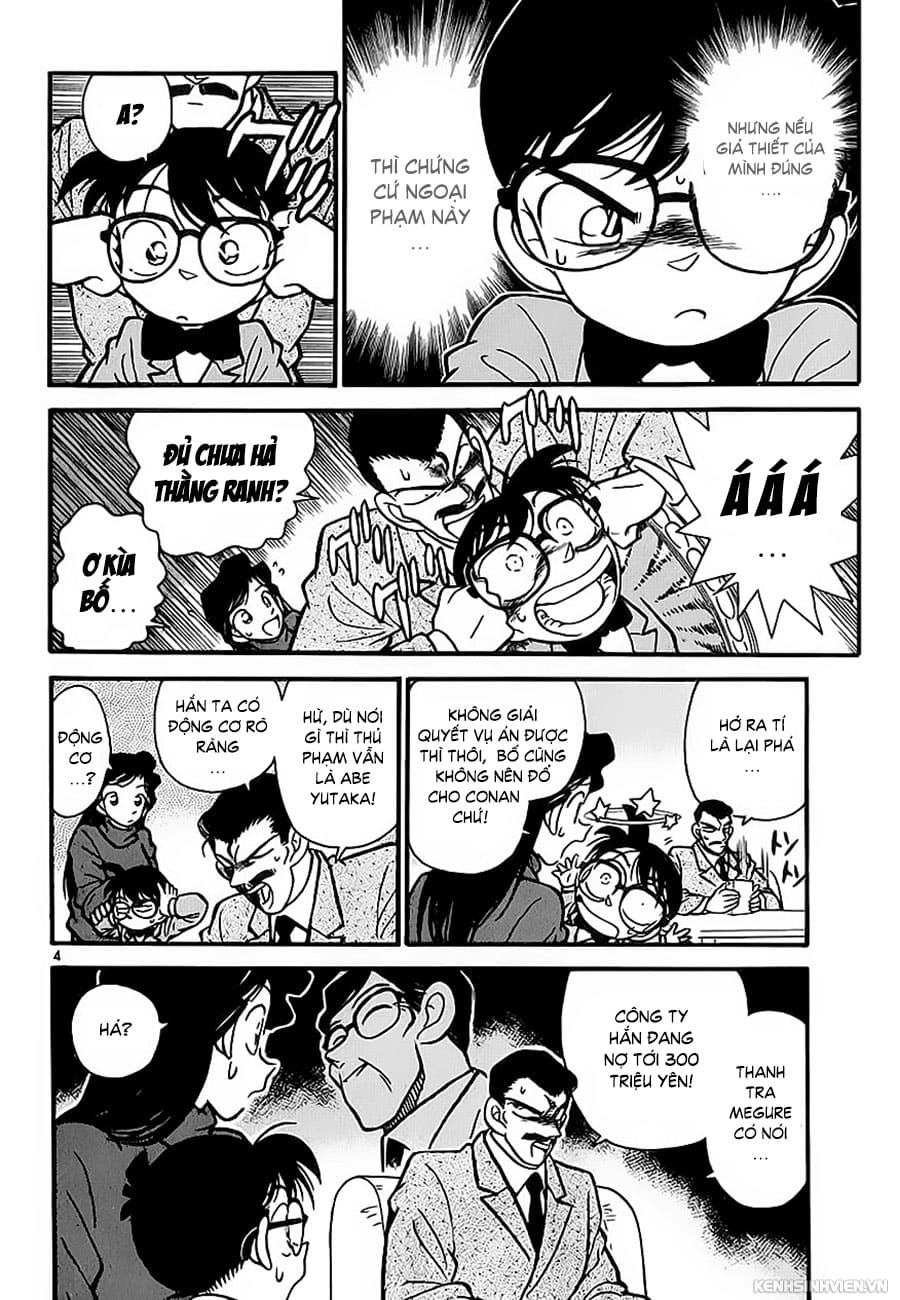 NHƯNG NẾU
GIẢ THIẾT CỦA
MÌNH ĐÚNG
....
THÌ CHỨNG
CỨ NGOẠI
PHẠM NÀY
...
A?
Á Á Á
...
ĐỦ CHƯA HẢ
THẰNG RANH?
Ơ KÌA
BỐ...
HỞ RA TÍ
LÀ LẠI PHÁ
KHÔNG GIẢI
QUYẾT VỤ ÁN ĐƯỢC
THÌ THÔI, BỐ CŨNG
KHÔNG NÊN ĐỔ
CHO CONAN
CHỨ!
HỪ, DÙ NÓI
GÌ THÌ THỦ
PHẠM VẪN
LÀ ABE
YUTAKA!
HẮN TA CÓ
ĐỘNG CƠ RÕ
RÀNG
...
ĐỘNG
CƠ
...?
4
THANH
TRA
MEGURE
CÓ NÓI
...
CÔNG TY
HẮN ĐANG
NỢ TỚI 300
TRIỆU YÊN!
HẢ?
KENHSINHVIEN.VN